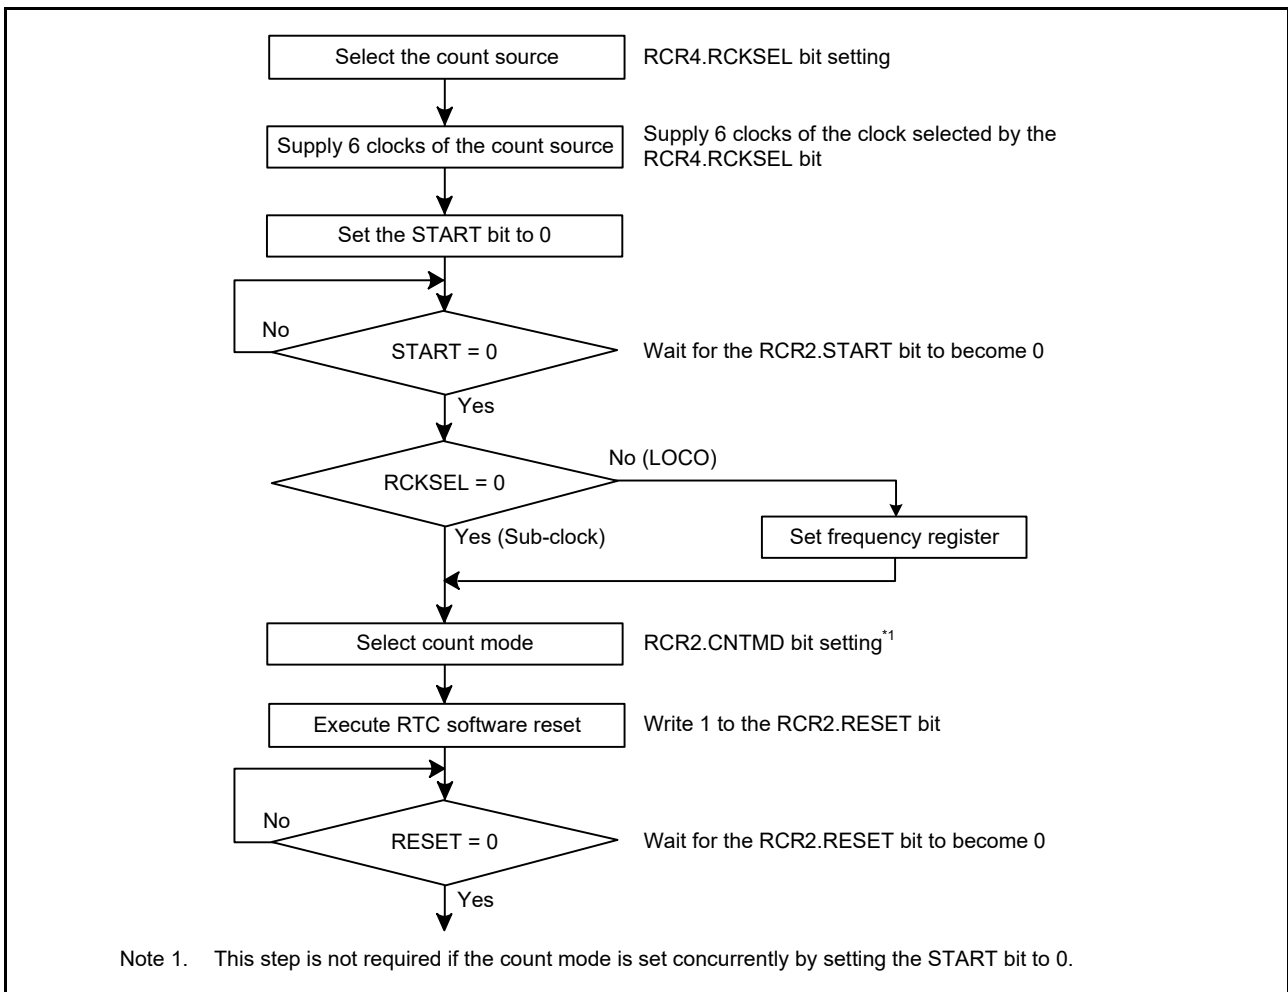 Select the count source
RCR4.RCKSEL bit setting
Supply 6 clocks of the count source
Supply 6 clocks of the clock selected by the
RCR4.RCKSEL bit
Set the START bit to 0
No
START = 0
Wait for the RCR2.START bit to become 0
Yes
No (LOCO)
RCKSEL = 0
Yes (Sub-clock)
Set frequency register
Select count mode
RCR2.CNTMD bit setting*1
Execute RTC software reset
Write 1 to the RCR2.RESET bit
No
RESET = 0
Wait for the RCR2.RESET bit to become 0
Yes
Note 1. This step is not required if the count mode is set concurrently by setting the START bit to 0.